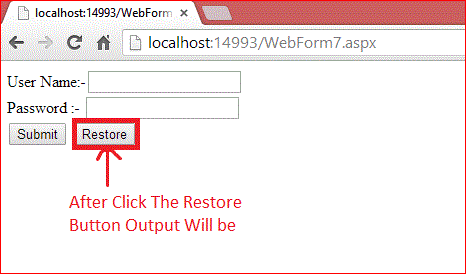 localhost:14993/WebForm
localhost:14993/WebForm7.aspx
User Name:-
Password :-
Submit Restore
After Click The Restore
Button Output Will be